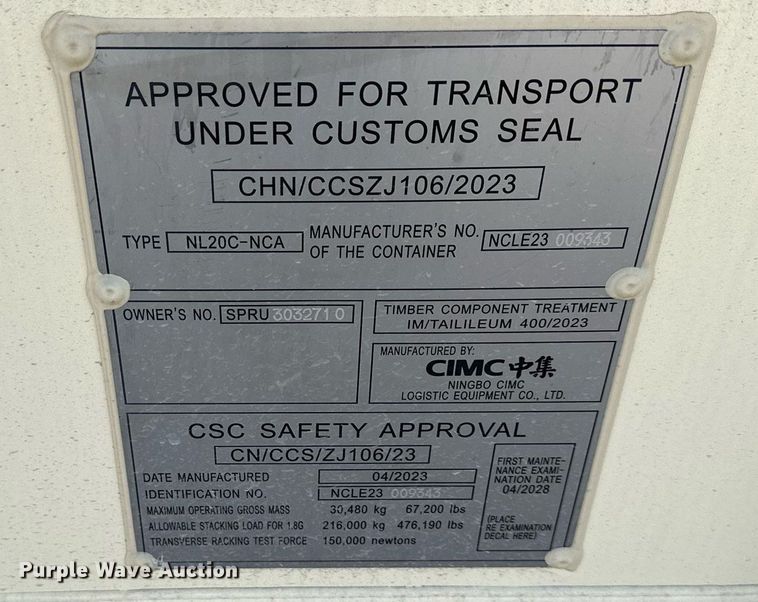 APPROVED FOR TRANSPORT
UNDER CUSTOMS SEAL
CHN/CCSZJ106/2023
TYPE NL20C-NCA
MANUFACTURER'S NO.
OF THE CONTAINER
NCLE23 009343
OWNER'S NO. SPRU 303271 0
TIMBER COMPONENT TREATMENT
IM/TAILILEUM 400/2023
MANUFACTURED BY:
CIMC 中集
NINGBO CIMC
LOGISTIC EQUIPMENT CO., LTD.
CSC SAFETY APPROVAL
CN/CCS/ZJ106/23
DATE MANUFACTURED 04/2023
IDENTIFICATION NO. NCLE23 009343
MAXIMUM OPERATING GROSS MASS 30,480 kg 67,200 lbs
ALLOWABLE STACKING LOAD FOR 1.8G 216,000 kg 476,190 lbs
TRANSVERSE RACKING TEST FORCE 150,000 newtons
FIRST MAINTE-
NANCE EXAMI-
NATION DATE
04/2028
(PLACE
RE EXAMINATION
DECAL HERE)
Purple Wave Auction